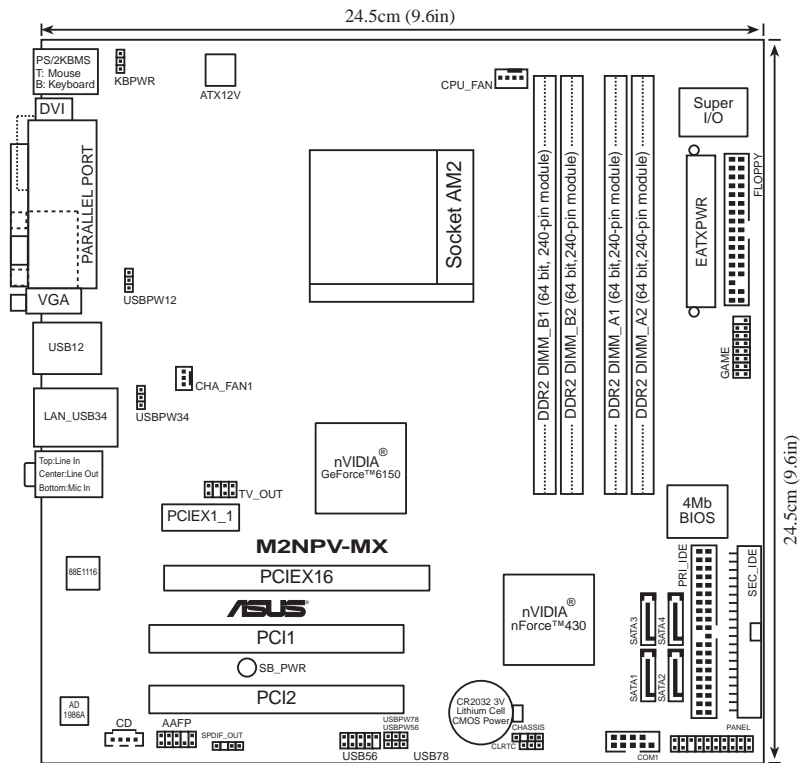 24.5cm (9.6in)
PS/2KBMS
T: Mouse
B: Keyboard
KBPWR
ATX12V
CPU_FAN
Super
I/O
DVI
PARALLEL PORT
VGA
USBPW12
Socket AM2
DDR2 DIMM_B1 (64 bit, 240-pin module)
DDR2 DIMM_B2 (64 bit,240-pin module)
DDR2 DIMM_A1 (64 bit,240-pin module)
DDR2 DIMM_A2 (64 bit,240-pin module)
EATXPWR
FLOPPY
24.5cm (9.6in)
USB12
CHA_FAN1
GAME
LAN_USB34
USBPW34
Top:Line In
Center:Line Out
Bottom:Mic In
nVIDIA®
GeForce™6150
TV_OUT
PCIEX1_1
4Mb
BIOS
M2NPV-MX
88E1116
PCIEX16
PRI_IDE
SEC_IDE
ASUS®
nVIDIA®
nForce™430
SATA3
SATA4
PCI1
SB_PWR
SATA1
SATA2
PCI2
CR2032 3V
Lithium Cell
CMOS Power
AD
1986A
CD
AAFP
SPDIF_OUT
USBPW78
USBPW56
USB56
USB78
CHASSIS
CLRTC
COM1
PANEL